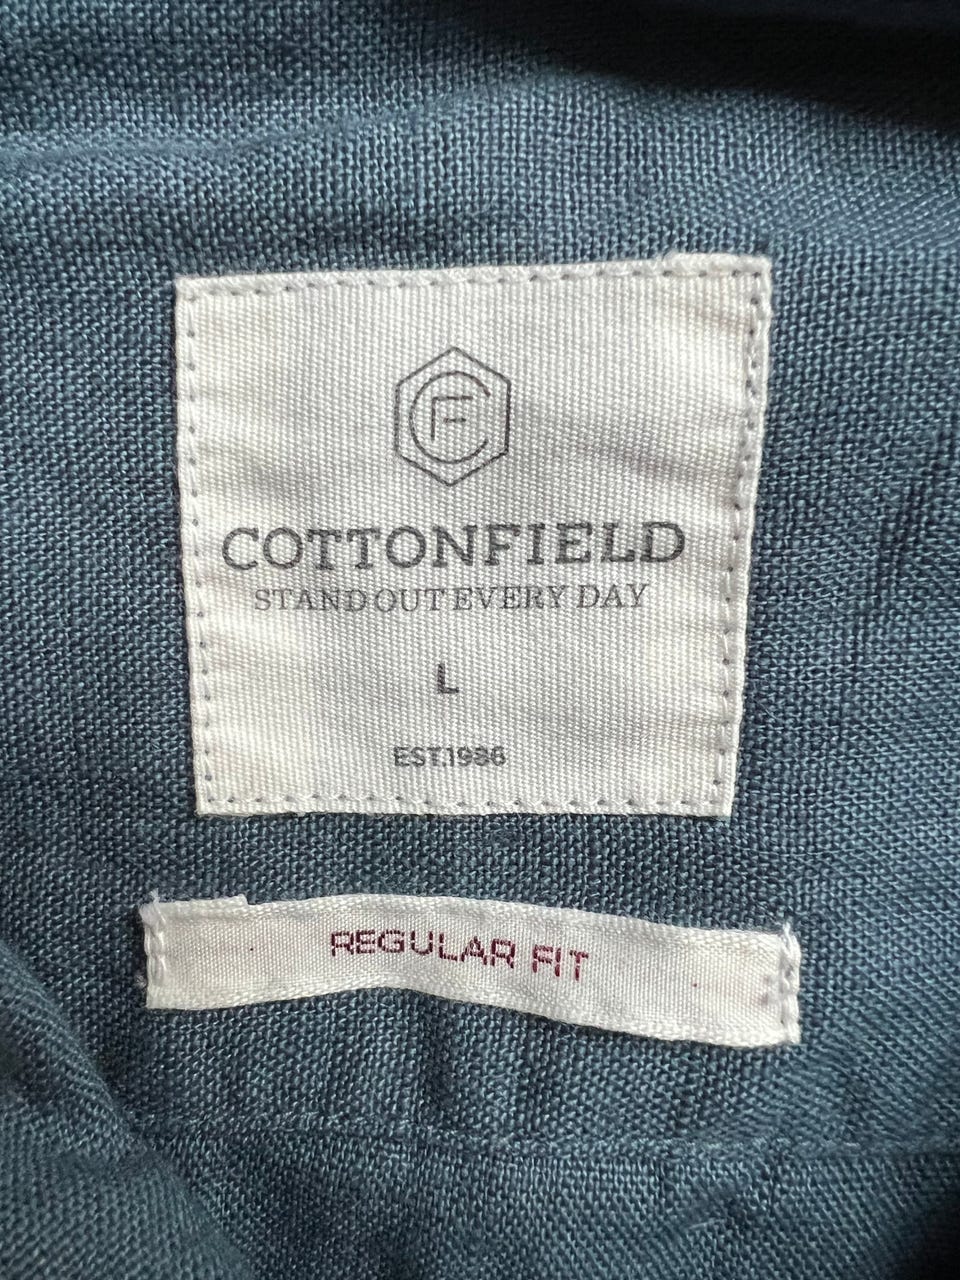 CF
COTTONFIELD
STAND OUT EVERY DAY
L
EST.1986
REGULAR FIT